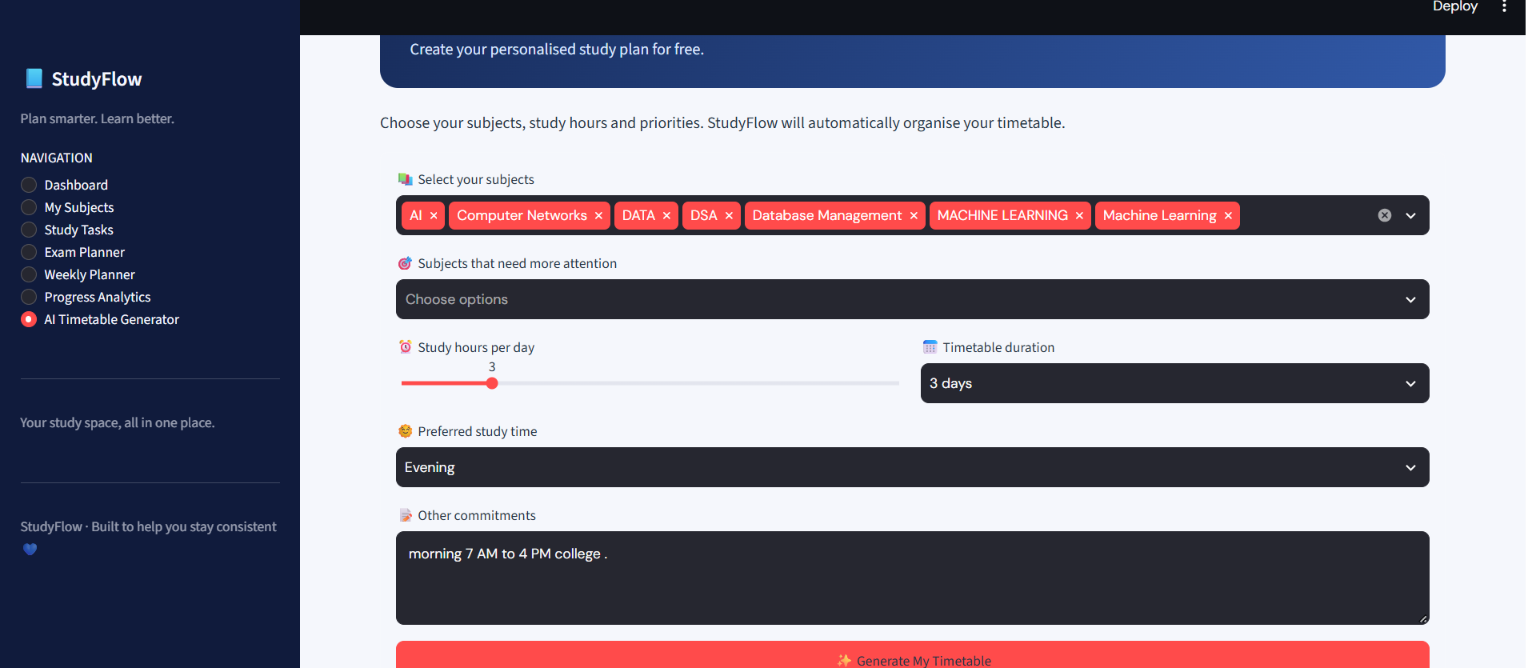 Deploy
StudyFlow
Plan smarter. Learn better.
NAVIGATION
Dashboard
My Subjects
Study Tasks
Exam Planner
Weekly Planner
Progress Analytics
AI Timetable Generator
Your study space, all in one place.
StudyFlow · Built to help you stay consistent
Create your personalised study plan for free.
Choose your subjects, study hours and priorities. StudyFlow will automatically organise your timetable.
Select your subjects
AI × Computer Networks × DATA × DSA × Database Management × MACHINE LEARNING × Machine Learning ×
Subjects that need more attention
Choose options
Study hours per day
3
Timetable duration
3 days
Preferred study time
Evening
Other commitments
morning 7 AM to 4 PM college .
Generate My Timetable